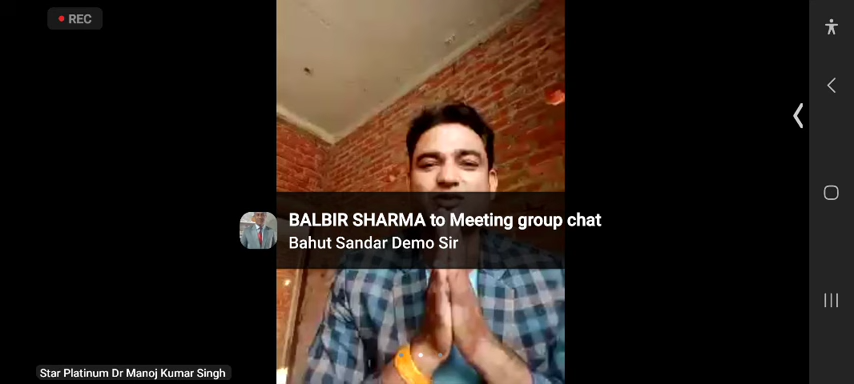 REC
BALBIR SHARMA to Meeting group chat
Bahut Sandar Demo Sir
Star Platinum Dr Manoj Kumar Singh